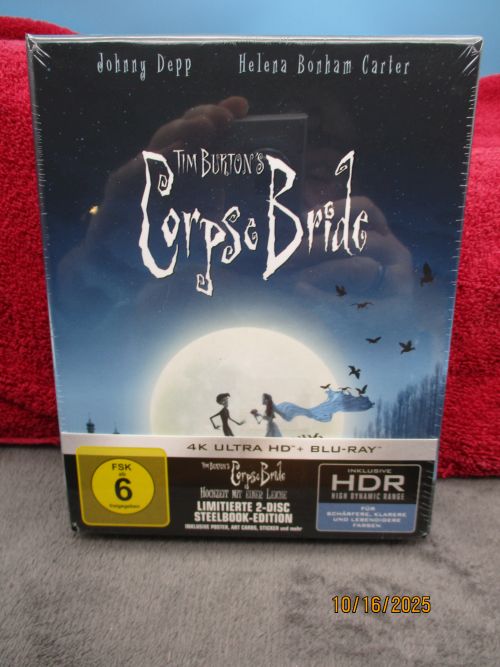 Johnny Depp Helena Bonham Carter
TIM BURTON'S
Corpse Bride
4K ULTRA HD™ + BLU-RAY™
FSK
ab
6
freigegeben
TIM BURTON'S
Corpse Bride
HOCHZEIT MIT EINER LEICHE
LIMITIERTE 2-DISC
STEELBOOK-EDITION
INKLUSIVE POSTER, ART CARDS, STICKER und mehr
INKLUSIVE
HDR
HIGH DYNAMIC RANGE
FÜR
SCHÄRFERE, KLARERE
UND LEBENDIGERE
FARBEN.
10/16/2025